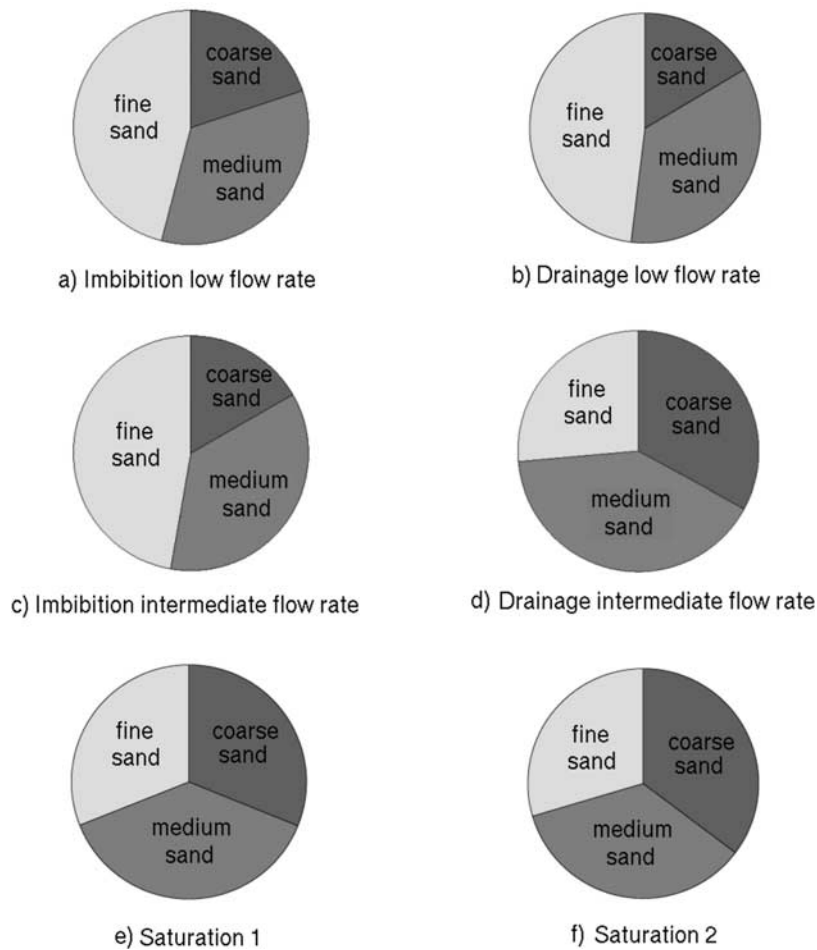 coarse
sand
fine
sand
medium
sand
a) Imbibition low flow rate
coarse
sand
fine
sand
medium
sand
b) Drainage low flow rate
coarse
sand
fine
sand
medium
sand
c) Imbibition intermediate flow rate
fine
sand
coarse
sand
medium
sand
d) Drainage intermediate flow rate
fine
sand
coarse
sand
medium
sand
e) Saturation 1
fine
sand
coarse
sand
medium
sand
f) Saturation 2